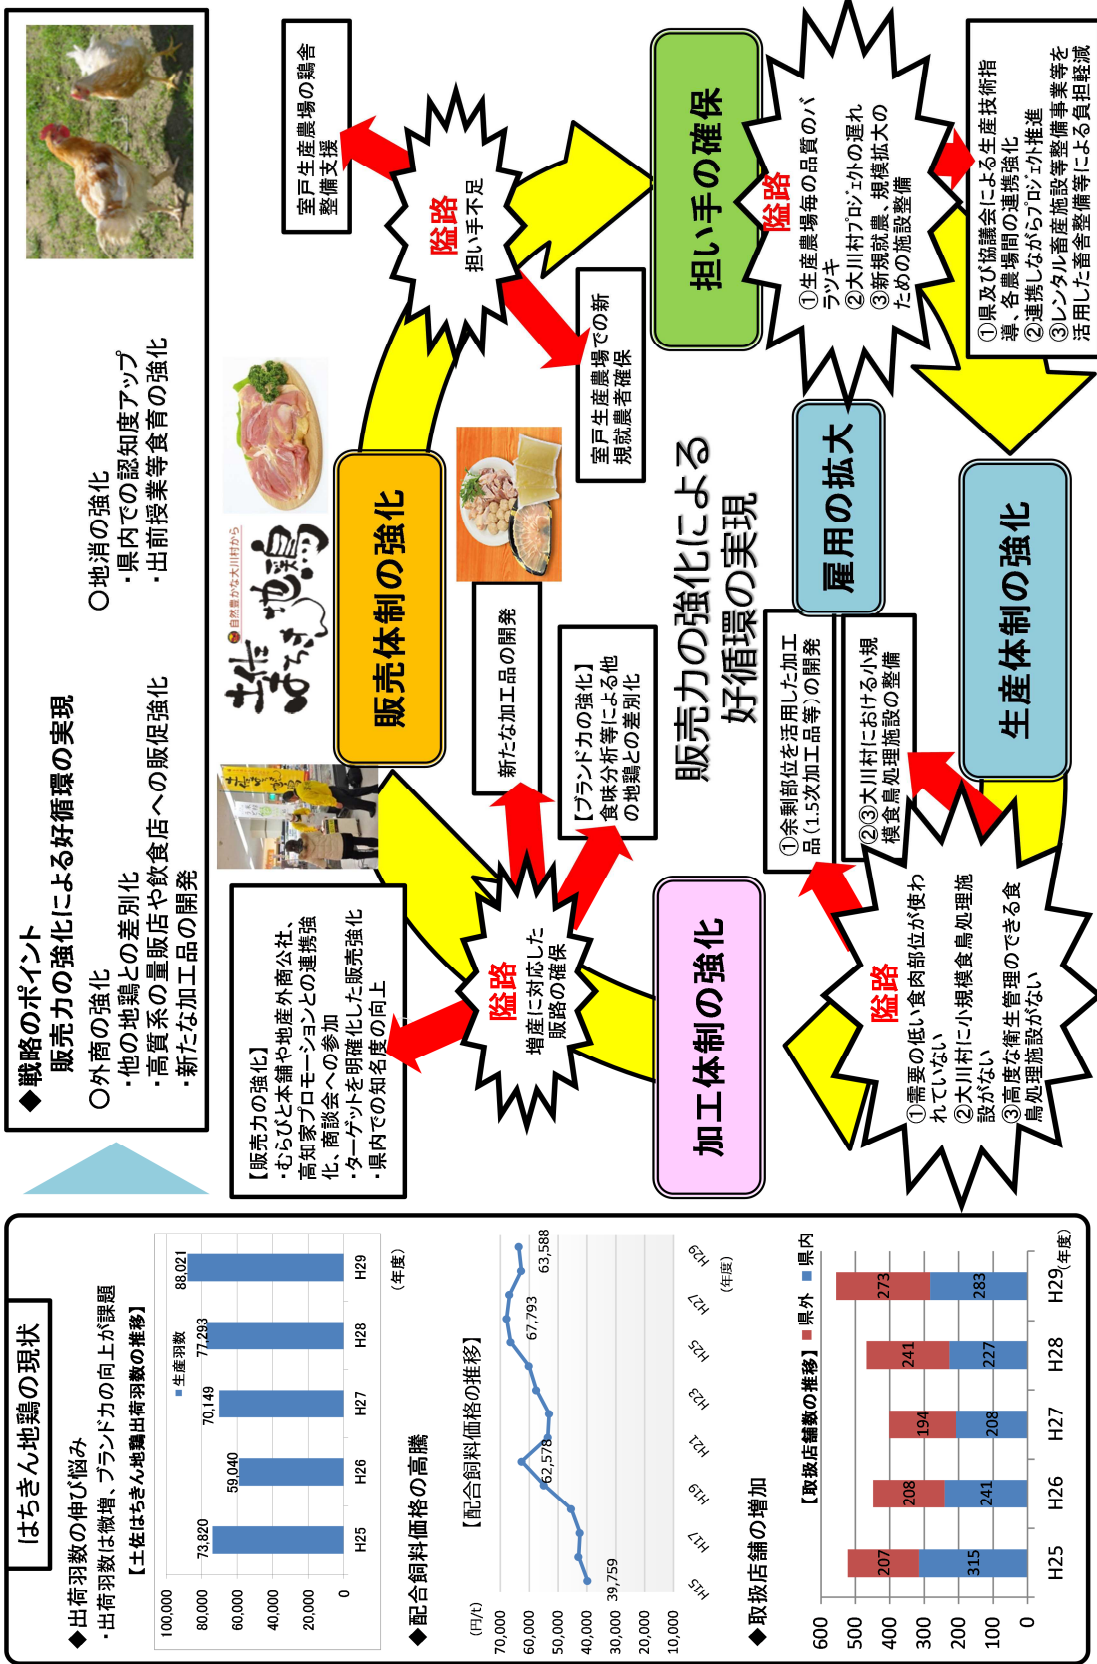 はちきん地鶏の現状
◆出荷羽数の伸び悩み
・出荷羽数は微増、ブランド力の向上が課題
【土佐はちきん地鶏出荷羽数の推移】
■生産羽数
100,000
80,000
60,000
40,000
20,000
0
73,820
59,040
70,149
77,293
88,021
H25
H26
H27
H28
H29
(年度)
◆配合飼料価格の高騰
【配合飼料価格の推移】
(円/t)
70,000
60,000
50,000
40,000
30,000
20,000
10,000
39,759
62,578
67,793
63,588
H15
H17
H19
H21
H23
H25
H27
H29
(年度)
◆取扱店舗の増加
【取扱店舗数の推移】
■県外
■県内
600
500
400
300
200
100
0
207
208
194
241
273
315
241
208
227
283
H25
H26
H27
H28
H29
(年度)
◆戦略のポイント
販売力の強化による好循環の実現
○外商の強化
・他の地鶏との差別化
・高質系の量販店や飲食店への販促強化
・新たな加工品の開発
○地消の強化
・県内での認知度アップ
・出前授業等食育の強化
【販売力の強化】
・むらびと本舗や地産外商公社、
高知家プロモーションとの連携強
化、商談会への参加
・ターゲットを明確化した販売強化
・県内での知名度の向上
自然豊かな大川村から
土佐はちきん地鶏
販売体制の強化
室戸生産農場の鶏舎
整備支援
隘路
担い手不足
室戸生産農場での新
規就農者確保
隘路
増産に対応した
販路の確保
新たな加工品の開発
【ブランド力の強化】
食味分析等による他
の地鶏との差別化
販売力の強化による
好循環の実現
加工体制の強化
担い手の確保
隘路
①生産農場毎の品質のバ
ラツキ
②大川村プロジェクトの遅れ
③新規就農、規模拡大の
ための施設整備
①県及び協議会による生産技術指
導、各農場間の連携強化
②連携しながらプロジェクト推進
③レンタル畜産施設等整備事業等を
活用した畜舎整備等による負担軽減
雇用の拡大
生産体制の強化
①余剰部位を活用した加工
品(1.5次加工品等)の開発
②③大川村における小規
模食鳥処理施設の整備
隘路
①需要の低い食肉部位が使わ
れていない
②大川村に小規模食鳥処理施
設がない
③高度な衛生管理のできる食
鳥処理施設がない